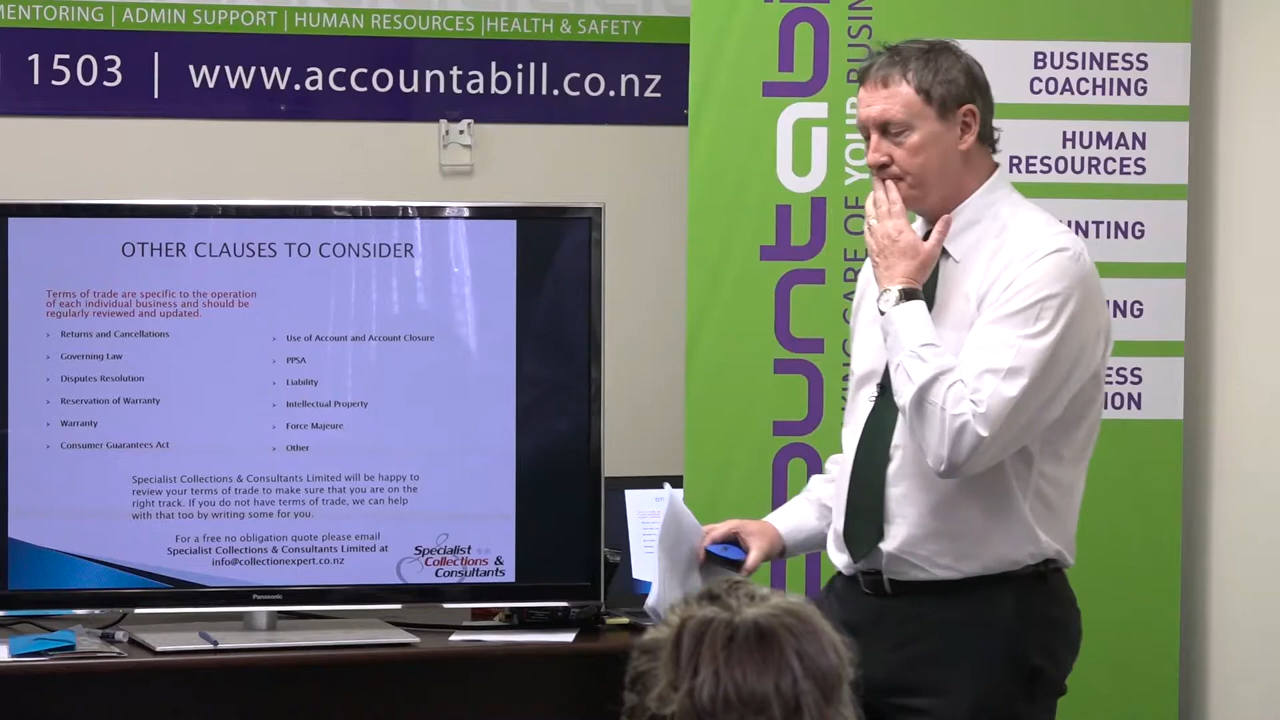 MENTORING | ADMIN SUPPORT | HUMAN RESOURCES |HEALTH & SAFETY
1503 | www.accountabill.co.nz
OTHER CLAUSES TO CONSIDER
Terms of trade are specific to the operation
of each individual business and should be
regularly reviewed and updated.
Returns and Cancellations
Governing Law
Disputes Resolution
Reservation of Warranty
Warranty
Consumer Guarantees Act
Use of Account and Account Closure
PPSA
Liability
Intellectual Property
Force Majeure
Other
Specialist Collections & Consultants Limited will be happy to
review your terms of trade to make sure that you are on the
right track. If you do not have terms of trade, we can help
with that too by writing some for you.
For a free no obligation quote please email
Specialist Collections & Consultants Limited at
info@collectionexpert.co.nz
Specialist
Collections &
Consultants
Panasonic
CARE OF YOUR
BUSINESS
COACHING
HUMAN
RESOURCES